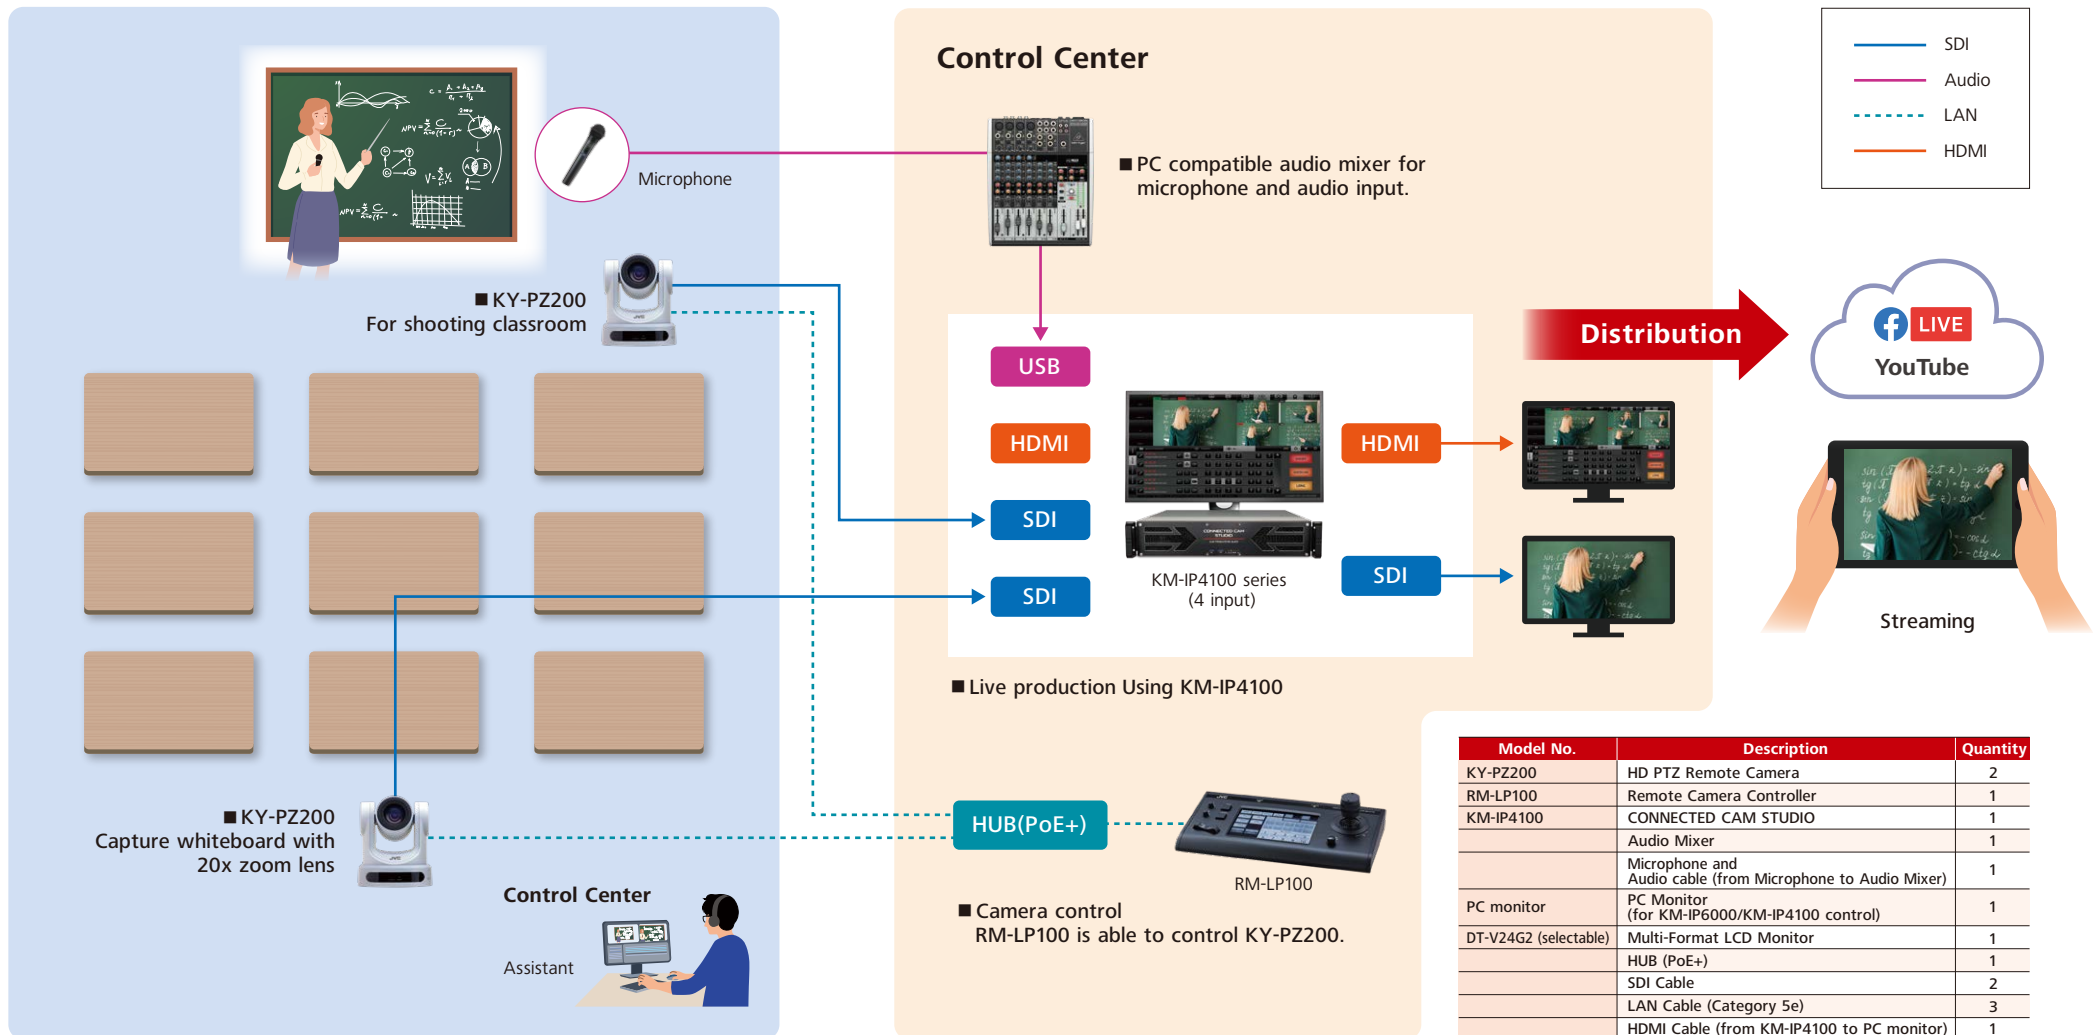 Control Center
SDI
Audio
LAN
HDMI
Microphone
■ PC compatible audio mixer for
microphone and audio input.
■ KY-PZ200
For shooting classroom
USB
HDMI
SDI
SDI
CONNECTED CAM
STUDIO
KM-IP4100 series
(4 input)
HDMI
SDI
Distribution
LIVE
YouTube
Streaming
■ Live production Using KM-IP4100
■ KY-PZ200
Capture whiteboard with
20x zoom lens
JVC
HUB(PoE+)
RM-LP100
■ Camera control
RM-LP100 is able to control KY-PZ200.
Control Center
Assistant
Model No. Description Quantity
KY-PZ200 HD PTZ Remote Camera 2
RM-LP100 Remote Camera Controller 1
KM-IP4100 CONNECTED CAM STUDIO 1
Audio Mixer 1
Microphone and
Audio cable (from Microphone to Audio Mixer) 1
PC monitor PC Monitor
(for KM-IP6000/KM-IP4100 control) 1
DT-V24G2 (selectable) Multi-Format LCD Monitor 1
HUB (PoE+) 1
SDI Cable 2
LAN Cable (Category 5e) 3
HDMI Cable (from KM-IP4100 to PC monitor) 1